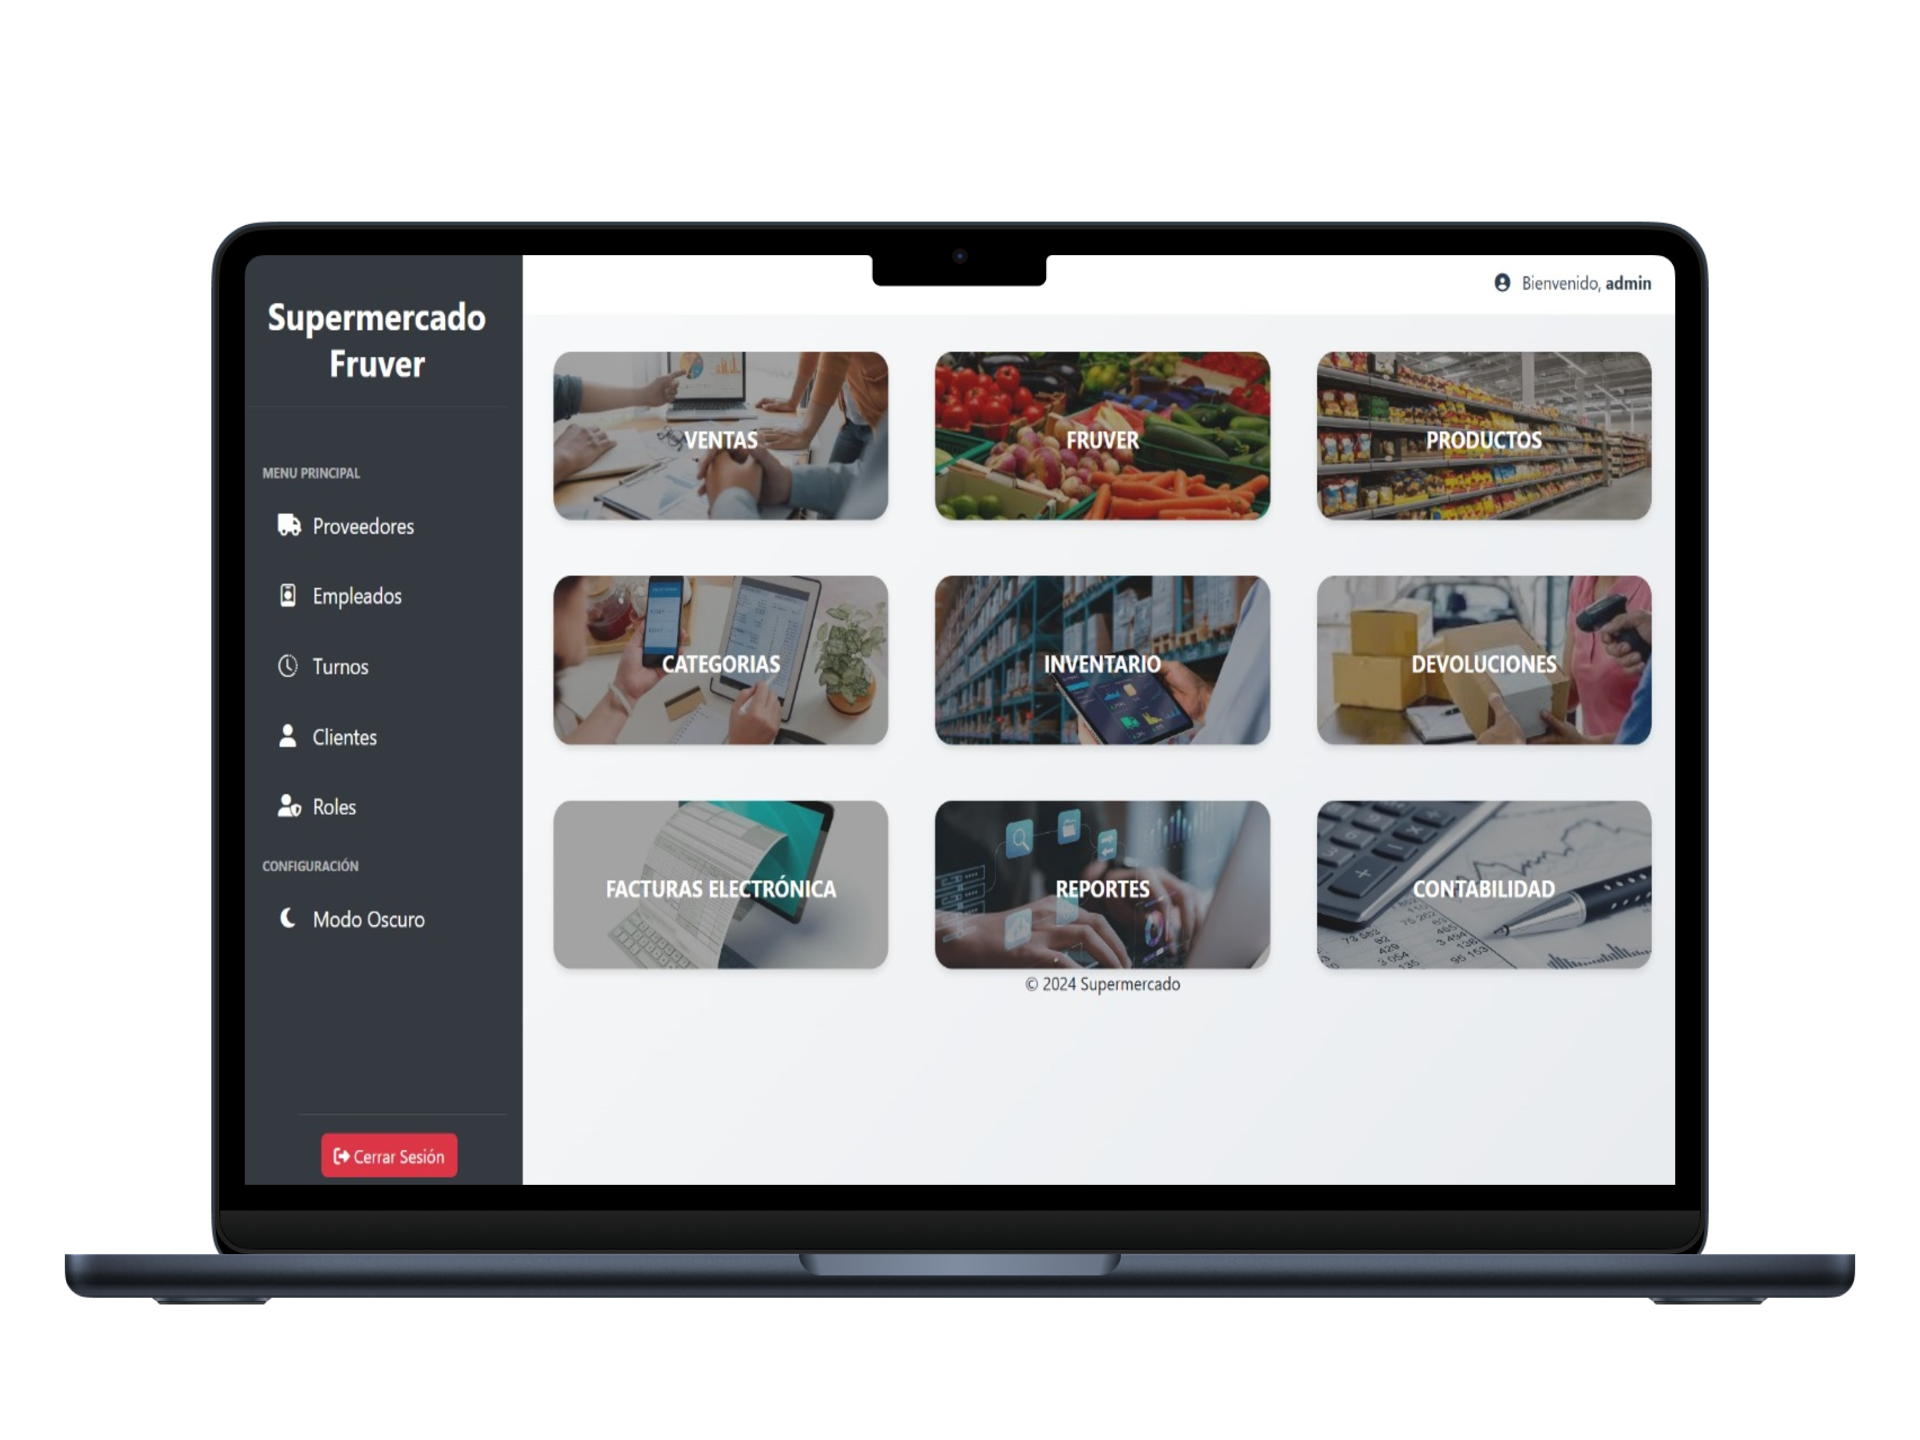 Supermercado
Fruver
MENU PRINCIPAL
Proveedores
Empleados
Turnos
Clientes
Roles
CONFIGURACIÓN
Modo Oscuro
Cerrar Sesión
Bienvenido, admin
VENTAS
FRUVER
PRODUCTOS
CATEGORIAS
INVENTARIO
DEVOLUCIONES
FACTURAS ELECTRÓNICA
REPORTES
CONTABILIDAD
© 2024 Supermercado